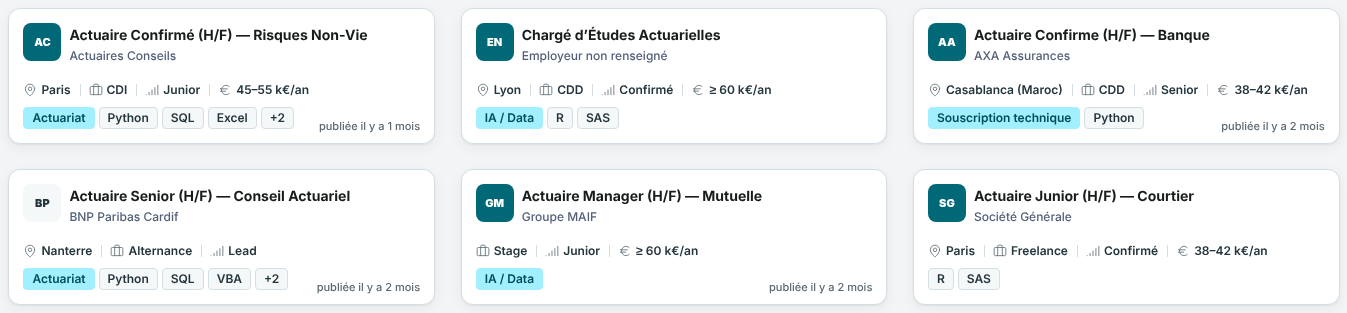 AC
Actuaire Confirmé (H/F) — Risques Non-Vie
Actuaires Conseils
Paris CDI Junior 45–55 k€/an
Actuariat Python SQL Excel +2
publiée il y a 1 mois
EN
Chargé d’Études Actuarielles
Employeur non renseigné
Lyon CDD Confirmé ≥ 60 k€/an
IA / Data R SAS
AA
Actuaire Confirme (H/F) — Banque
AXA Assurances
Casablanca (Maroc) CDD Senior 38–42 k€/an
Souscription technique Python
publiée il y a 2 mois
BP
Actuaire Senior (H/F) — Conseil Actuariel
BNP Paribas Cardif
Nanterre Alternance Lead
Actuariat Python SQL VBA +2
publiée il y a 2 mois
GM
Actuaire Manager (H/F) — Mutuelle
Groupe MAIF
Stage Junior ≥ 60 k€/an
IA / Data
publiée il y a 2 mois
SG
Actuaire Junior (H/F) — Courtier
Société Générale
Paris Freelance Confirmé 38–42 k€/an
R SAS